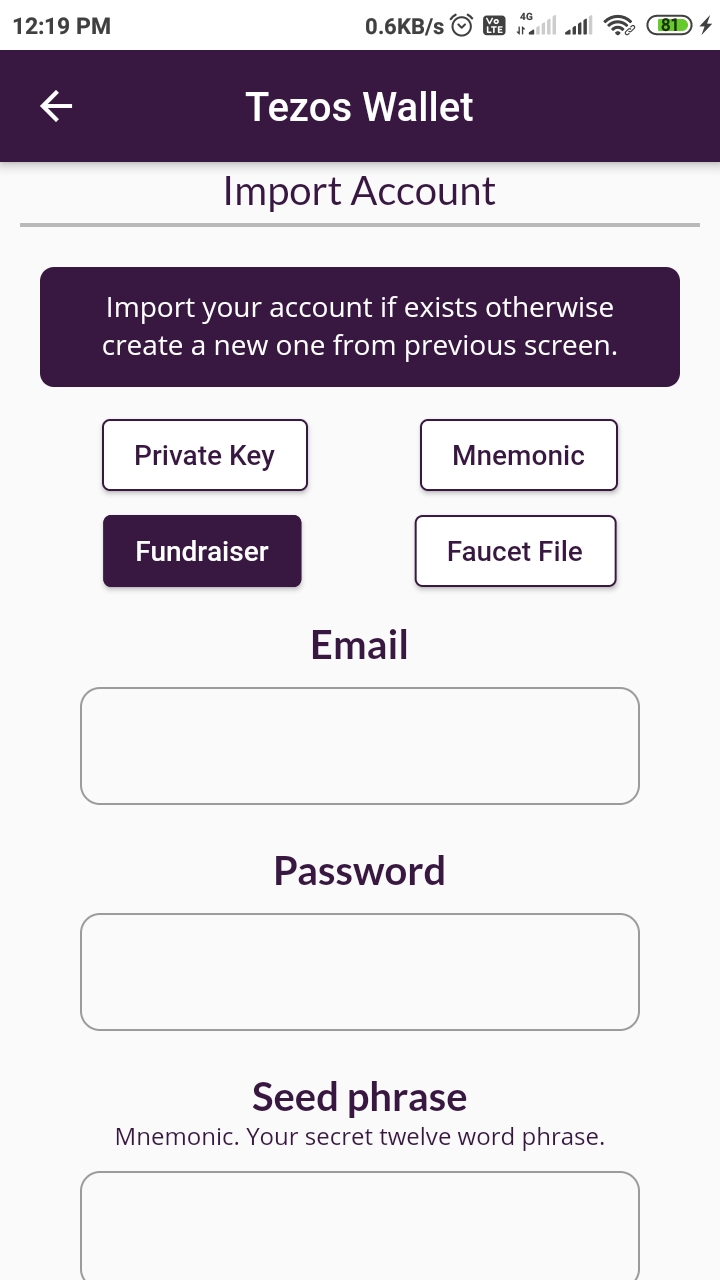 12:19 PM 0.6KB/s Vo LTE 4G 81
Tezos Wallet
Import Account
Import your account if exists otherwise
create a new one from previous screen.
Private Key Mnemonic
Fundraiser Faucet File
Email
Password
Seed phrase
Mnemonic. Your secret twelve word phrase.